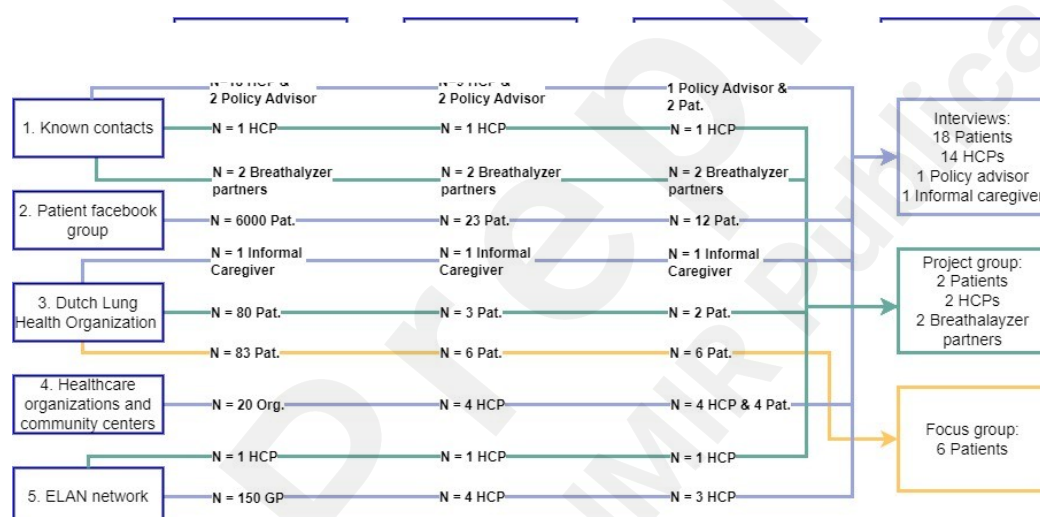 HCP &
2 Policy Advisor
HCP &
2 Policy Advisor
1 Policy Advisor &
2 Pat.
1. Known contacts
N = 1 HCP
N = 1 HCP
N = 1 HCP
N = 2 Breathalyzer
partners
N = 2 Breathalyzer
partners
N = 2 Breathalyzer
partners
Interviews:
18 Patients
14 HCPs
1 Policy advisor
1 Informal caregiver
2. Patient facebook
group
N = 6000 Pat.
N = 23 Pat.
N = 12 Pat.
N = 1 Informal
Caregiver
N = 1 Informal
Caregiver
N = 1 Informal
Caregiver
3. Dutch Lung
Health Organization
N = 80 Pat.
N = 3 Pat.
N = 2 Pat.
Project group:
2 Patients
2 HCPs
2 Breathalayzer
partners
N = 83 Pat.
N = 6 Pat.
N = 6 Pat.
4. Healthcare
organizations and
community centers
N = 20 Org.
N = 4 HCP
N = 4 HCP & 4 Pat.
Focus group:
6 Patients
N = 1 HCP
N = 1 HCP
N = 1 HCP
5. ELAN network
N = 150 GP
N = 4 HCP
N = 3 HCP
Prepr
JMIR Publica